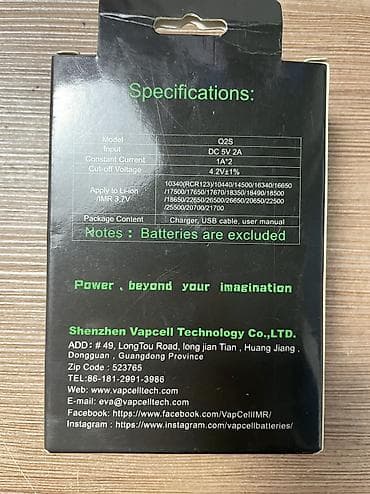 Specifications:
Model Q2S
Input DC 5V 2A
Constant Current 1A*2
Cut-off Voltage 4.2V±1%
Apply to Li-ion /IMR 3.7V 10340(RCR123)/10440/14500/16340/16650
/17500/17650/17670/18350/18490/18500
/18650/22650/26500/26650/20650/22500
/25500/20700/21700
Package Content Charger, USB cable, user manual
Notes : Batteries are excluded
Power , beyond your imagination
Shenzhen Vapcell Technology Co.,LTD.
ADD: # 49, LongTou Road, long jian Tian , Huang Jiang ,
Dongguan , Guangdong Province
Zip Code : 523765
TEL:86-181-2991-3986
Web: www.vapcelltech.com
E-mail: eva@vapcelltech.com
Facebook: https://www.facebook.com/VapCellIMR/
Instagram : https://www.instagram.com/vapcellbatteries/